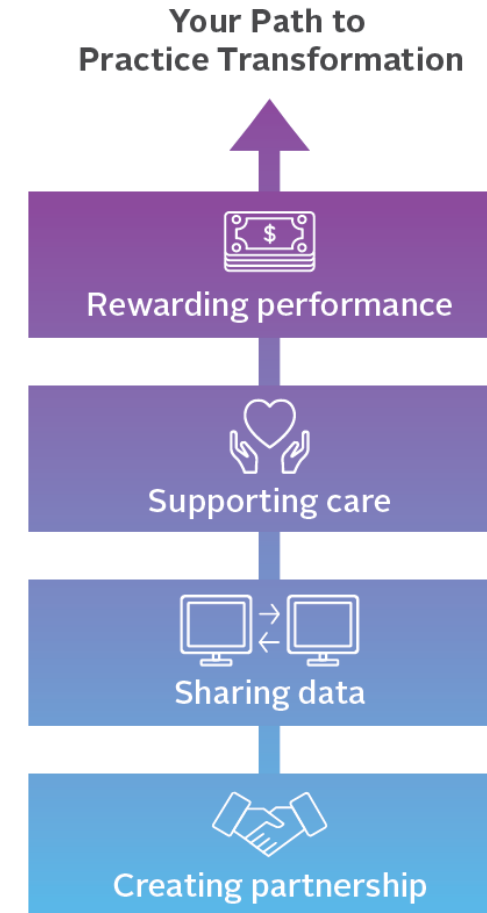 Your Path to
Practice Transformation
$
Rewarding performance
Supporting care
Sharing data
Creating partnership